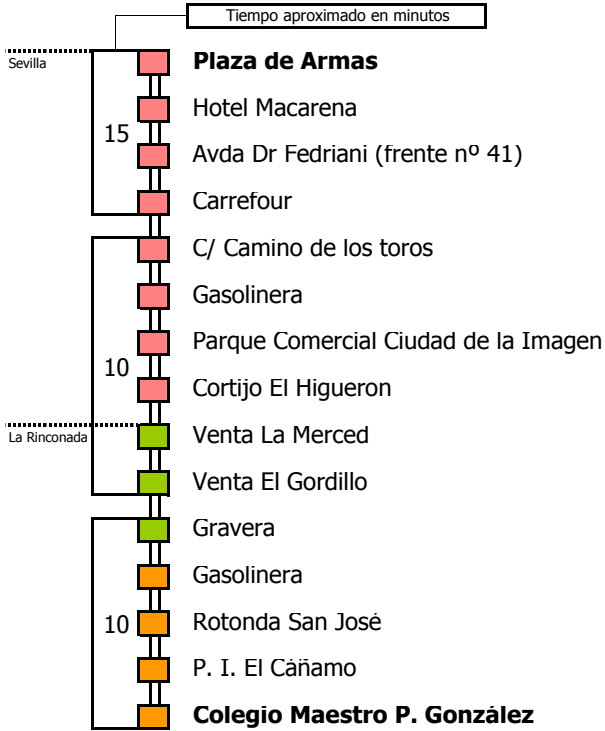 Tiempo aproximado en minutos
Sevilla
Plaza de Armas
Hotel Macarena
15
Avda Dr Fedriani (frente nº 41)
Carrefour
C/ Camino de los toros
Gasolinera
Parque Comercial Ciudad de la Imagen
10
Cortijo El Higueron
La Rinconada
Venta La Merced
Venta El Gordillo
Gravera
Gasolinera
10
Rotonda San José
P. I. El Cáñamo
Colegio Maestro P. González